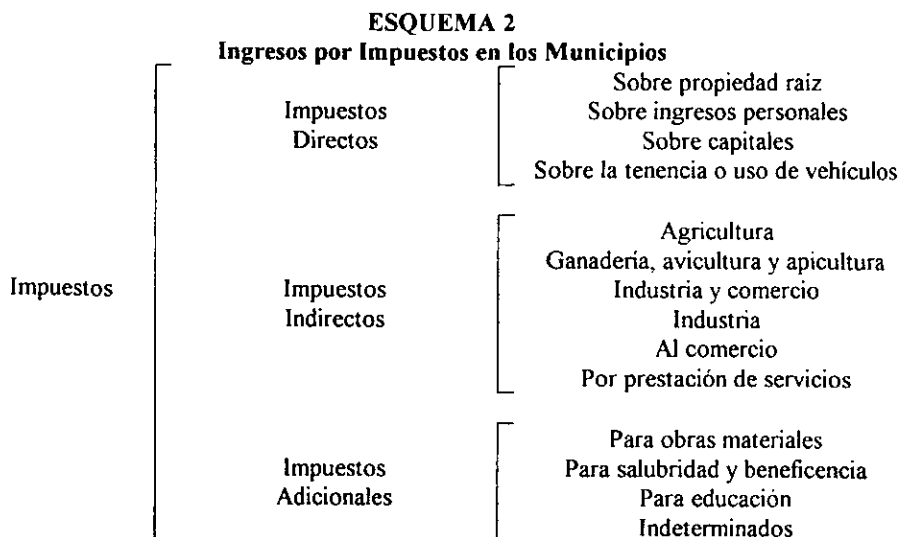 ESQUEMA 2
Ingresos por Impuestos en los Municipios
Impuestos
Impuestos
Directos
Sobre propiedad raíz
Sobre ingresos personales
Sobre capitales
Sobre la tenencia o uso de vehículos
Impuestos
Indirectos
Agricultura
Ganadería, avicultura y apicultura
Industria y comercio
Industria
Al comercio
Por prestación de servicios
Impuestos
Adicionales
Para obras materiales
Para salubridad y beneficencia
Para educación
Indeterminados